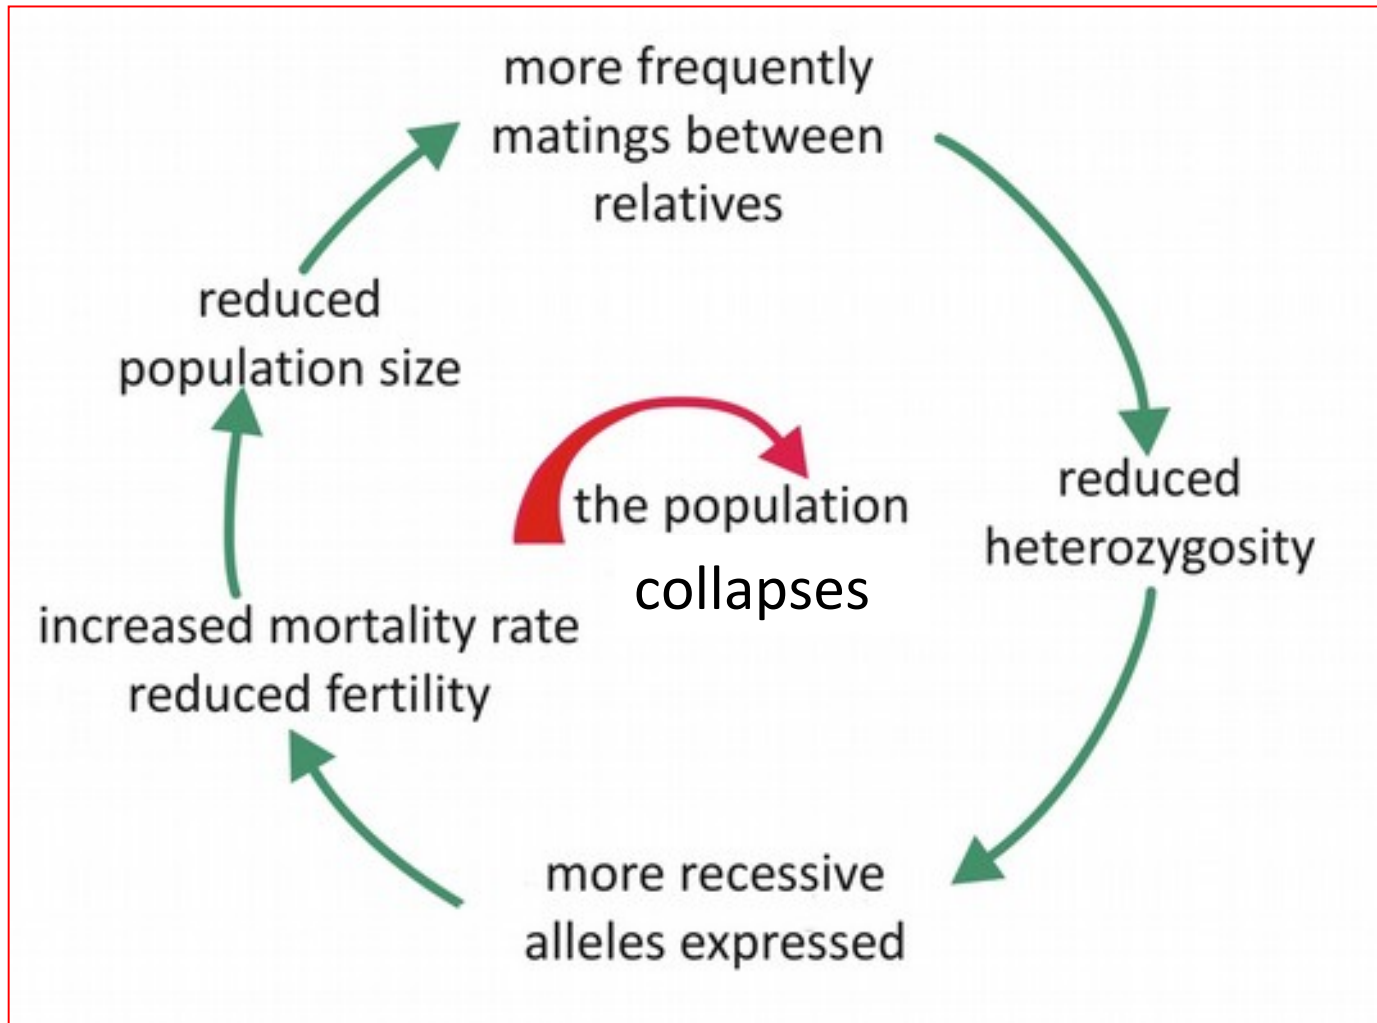 more frequently
matings between
relatives
reduced
heterozygosity
more recessive
alleles expressed
increased mortality rate
reduced fertility
reduced
population size
the population
collapses